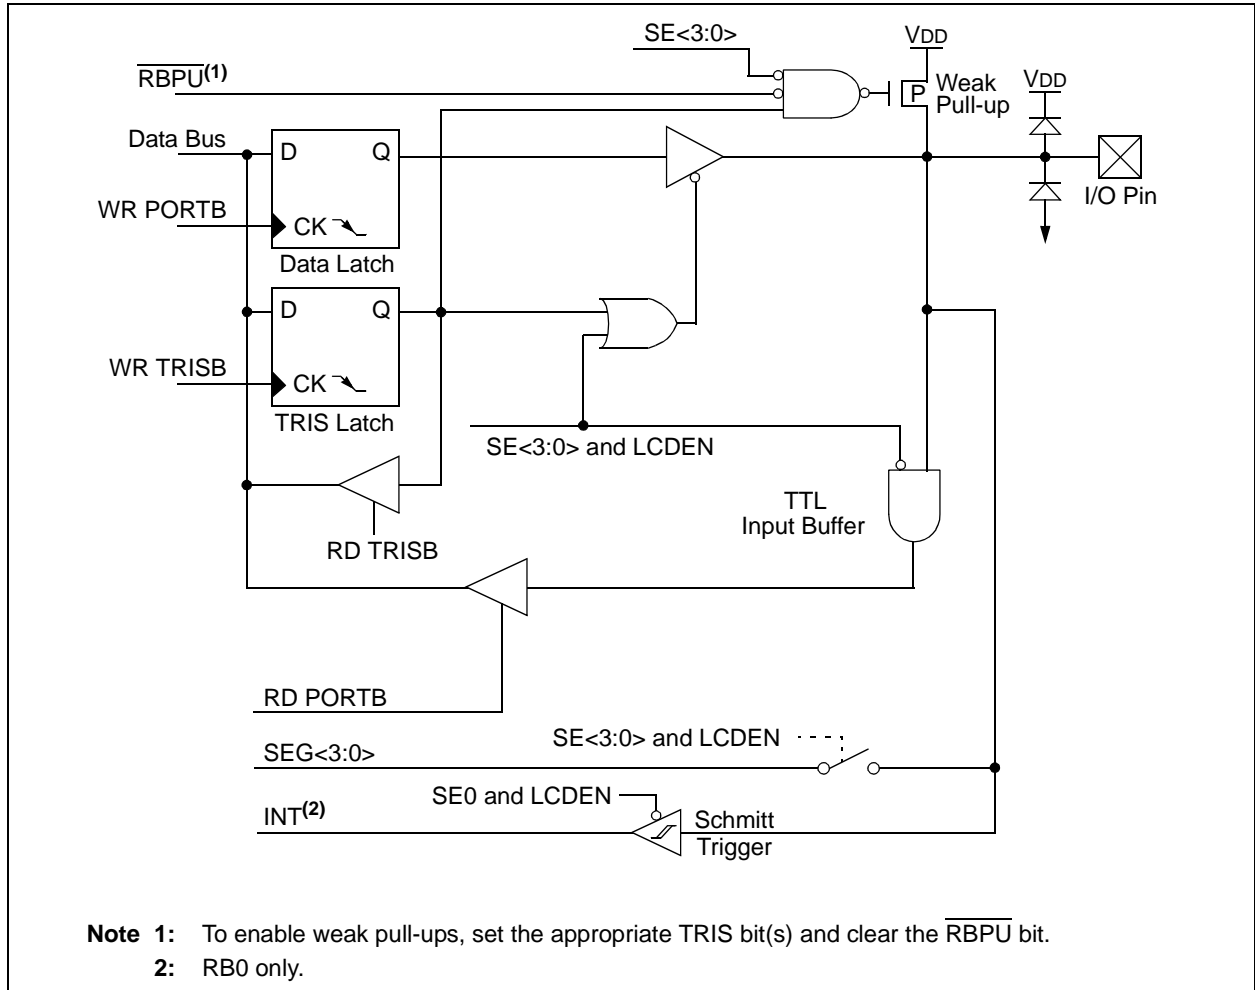 SE<3:0>
VDD
RBPU(1)
Weak
Pull-up
P
VDD
Data Bus
D
Q
I/O Pin
WR PORTB
CK
Data Latch
D
Q
WR TRISB
CK
TRIS Latch
SE<3:0> and LCDEN
TTL
Input Buffer
RD TRISB
RD PORTB
SE<3:0> and LCDEN
SEG<3:0>
SE0 and LCDEN
INT(2)
Schmitt
Trigger
Note 1: To enable weak pull-ups, set the appropriate TRIS bit(s) and clear the RBPU bit.
2: RB0 only.